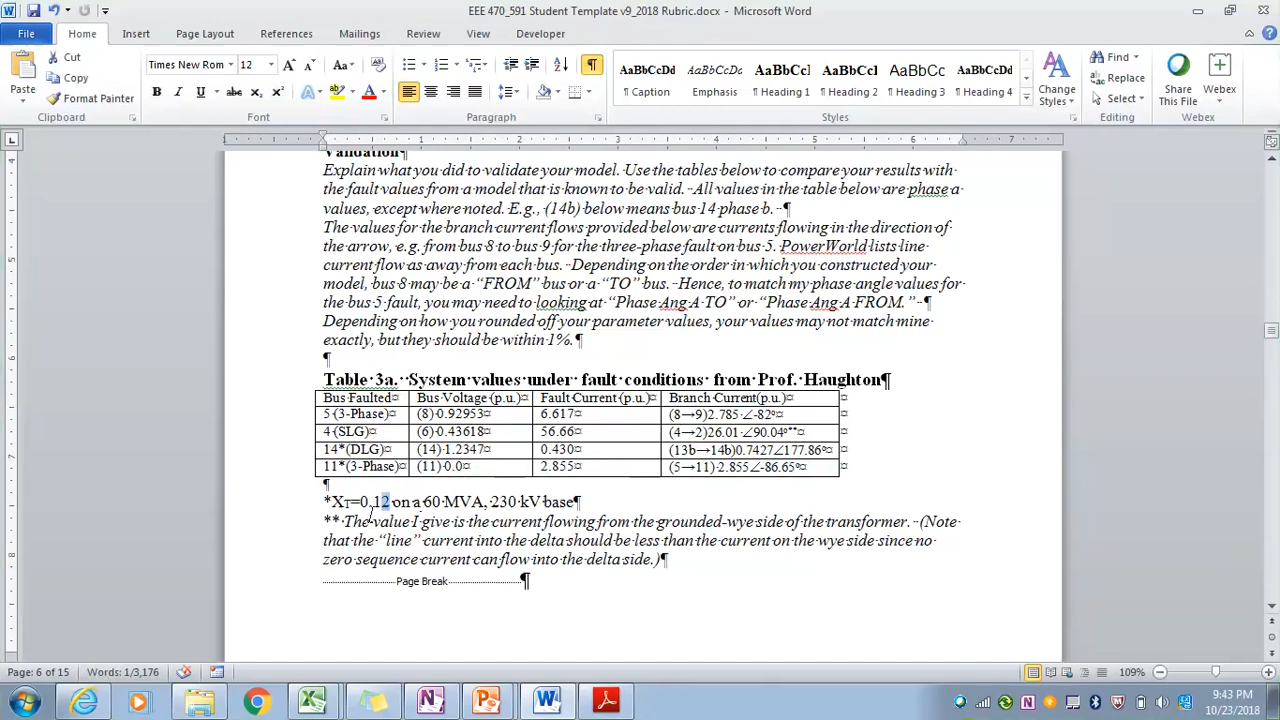 EEE 470_591 Student Template v9_2018 Rubric.docx - Microsoft Word
File Home Insert Page Layout References Mailings Review View Developer
Paste
Cut
Copy
Format Painter
Clipboard
Times New Rom 12
Font
Paragraph
AaBbCcDd AaBbCcDd AaBbCcI AaBbCcI AaBbCcI AaBbCcDd
¶ Caption Emphasis ¶ Heading 1 ¶ Heading 2 ¶ Heading 3 ¶ Heading 4
Styles
Change Styles
Find
Replace
Select
Editing
Share This File
Webex
Webex
Validation¶
Explain what you did to validate your model. Use the tables below to compare your results with
the fault values from a model that is known to be valid. All values in the table below are phase a
values, except where noted. E.g., (14b) below means bus 14 phase b. ¶
The values for the branch current flows provided below are currents flowing in the direction of
the arrow, e.g. from bus 8 to bus 9 for the three-phase fault on bus 5. PowerWorld lists line
current flow as away from each bus. Depending on the order in which you constructed your
model, bus 8 may be a “FROM” bus or a “TO” bus. Hence, to match my phase angle values for
the bus 5 fault, you may need to looking at “Phase Ang A TO” or “Phase Ang A FROM.” ¶
Depending on how you rounded off your parameter values, your values may not match mine
exactly, but they should be within 1%.¶
¶
Table 3a. System values under fault conditions from Prof. Haughton¶
Bus Faulted¤ Bus Voltage (p.u.)¤ Fault Current (p.u.)¤ Branch Current(p.u.)¤
5 (3-Phase)¤ (8) 0.92953¤ 6.617¤ (8→9)2.785 ∠-82º¤
4 (SLG)¤ (6) 0.43618¤ 56.66¤ (4→2)26.01 ∠90.04º**¤
14*(DLG)¤ (14) 1.2347¤ 0.430¤ (13b→14b)0.7427∠177.86º¤
11*(3-Phase)¤ (11) 0.0¤ 2.855¤ (5→11) 2.855∠-86.65º¤
¶
*XT=0.12 on a 60 MVA, 230 kV base¶
** The value I give is the current flowing from the grounded-wye side of the transformer. (Note
that the “line” current into the delta should be less than the current on the wye side since no
zero sequence current can flow into the delta side.)¶
Page Break¶
Page: 6 of 15 Words: 1/3,176 109%
9:43 PM
10/23/2018